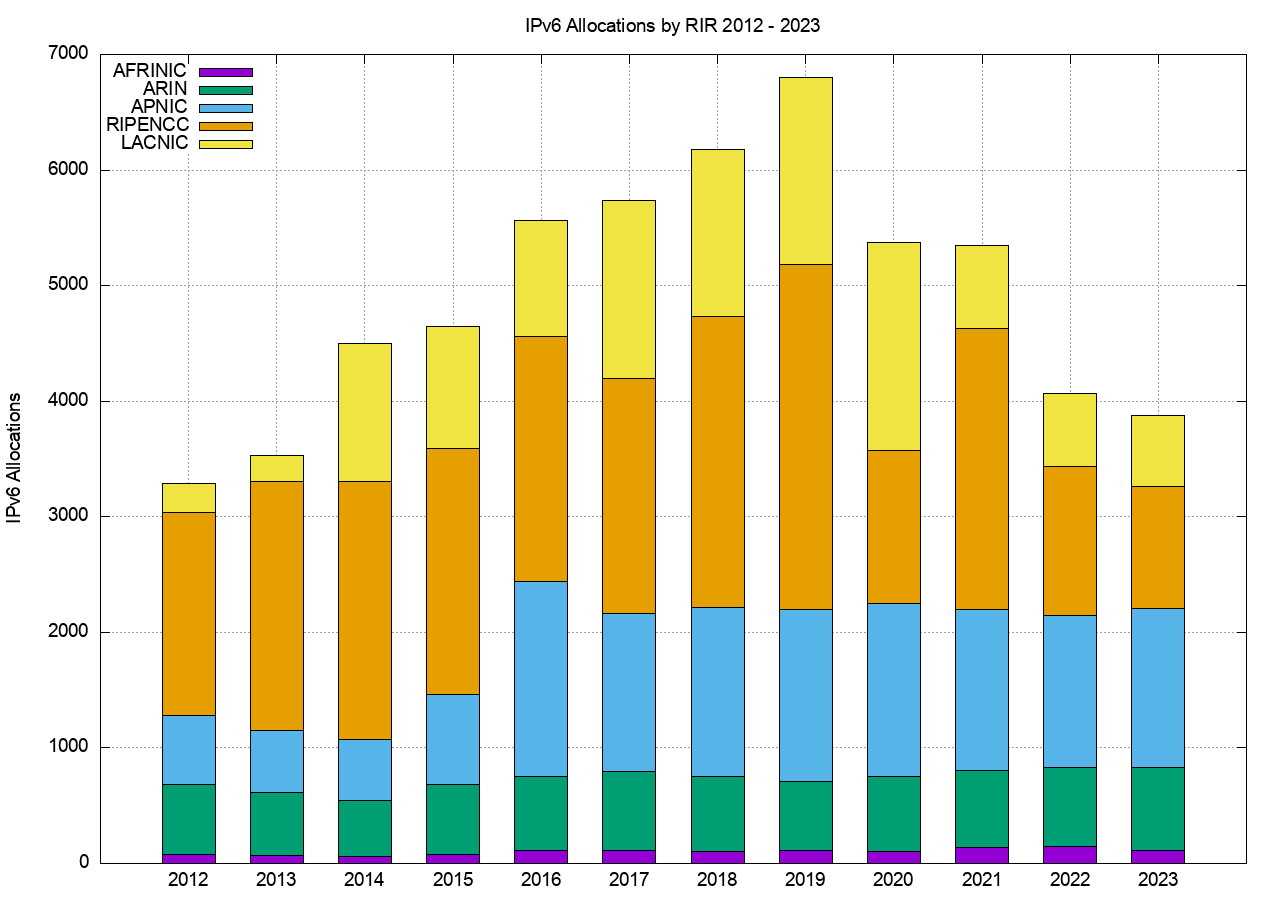 IPv6 Allocations by RIR 2012 - 2023
7000
AFRINIC
ARIN
APNIC
RIPENCC
LACNIC
6000
5000
4000
IPv6 Allocations
3000
2000
1000
0
2012 2013 2014 2015 2016 2017 2018 2019 2020 2021 2022 2023